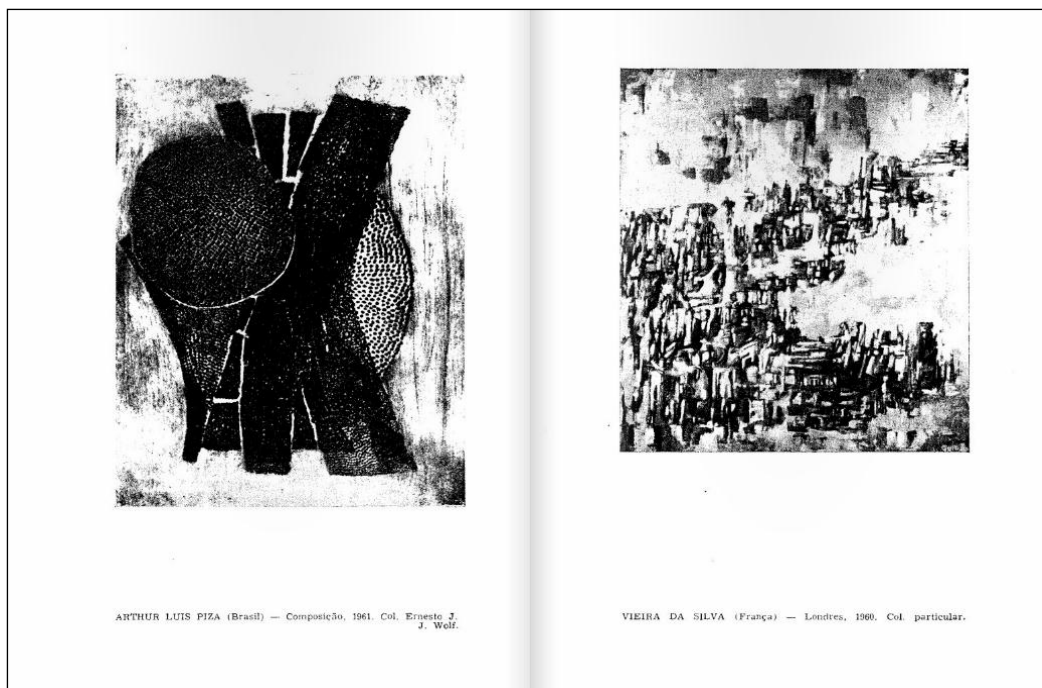 ARTHUR LUIS PIZA (Brasil) — Composição, 1961. Col. Ernesto J.
J. Wolf.
VIEIRA DA SILVA (França) — Londres, 1960. Col. particular.